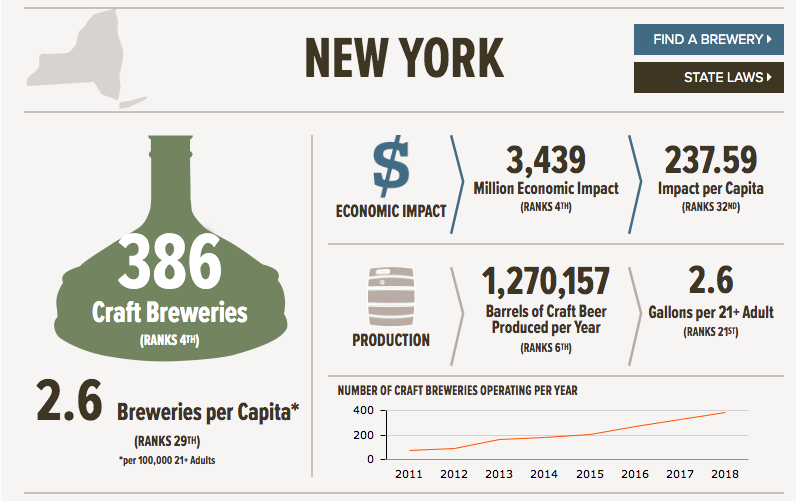 NEW YORK
FIND A BREWERY
STATE LAWS
386
Craft Breweries
(RANKS 4TH)
2.6 Breweries per Capita*
(RANKS 29TH)
*per 100,000 21+ Adults
$
ECONOMIC IMPACT
3,439
Million Economic Impact
(RANKS 4TH)
237.59
Impact per Capita
(RANKS 32ND)
PRODUCTION
1,270,157
Barrels of Craft Beer
Produced per Year
(RANKS 6TH)
2.6
Gallons per 21+ Adult
(RANKS 21ST)
NUMBER OF CRAFT BREWERIES OPERATING PER YEAR
400
200
0
2011 2012 2013 2014 2015 2016 2017 2018